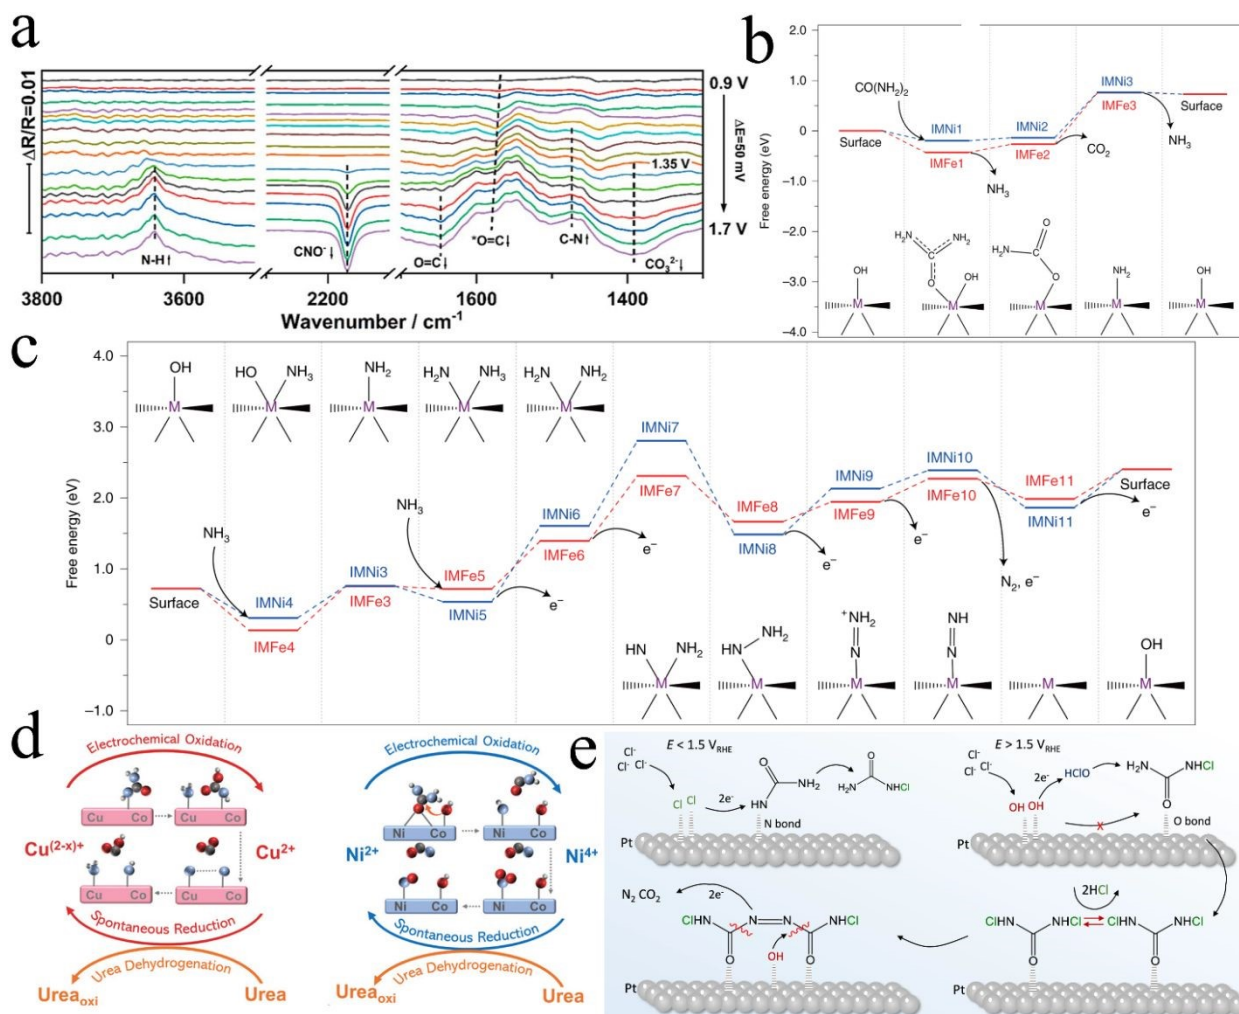 a
ΔR/R=0.01
0.9 V
ΔE=50 mV
1.35 V
1.7 V
N-H↑
CNO⁻↓
O=C↓
*O=C↓
C-N↑
CO₃²⁻↓
3800
3600
2200
1600
1400
Wavenumber / cm⁻¹
b
2.0
1.0
0
–1.0
–2.0
–3.0
–4.0
Free energy (eV)
CO(NH₂)₂
Surface
IMNi1
IMFe1
NH₃
IMNi2
IMFe2
CO₂
IMNi3
IMFe3
NH₃
Surface
OH
M
H₂N
NH₂
C
O
OH
M
H₂N
C
O
O
M
NH₂
M
OH
M
c
4.0
3.0
2.0
1.0
0
–1.0
Free energy (eV)
OH
M
HO
NH₃
M
NH₂
M
H₂N
NH₃
M
H₂N
NH₂
M
Surface
NH₃
IMNi4
IMFe4
IMNi3
IMFe3
NH₃
IMFe5
IMNi5
e⁻
IMNi6
IMFe6
e⁻
IMNi7
IMFe7
IMFe8
IMNi8
e⁻
IMNi9
IMFe9
e⁻
IMNi10
IMFe10
N₂, e⁻
IMFe11
IMNi11
e⁻
Surface
HN
NH₂
M
HN
NH₂
M
⁺NH₂
N
M
NH
N
M
M
OH
M
d
Electrochemical Oxidation
Cu
Co
Cu
Co
Cu⁽²⁻ˣ⁾⁺
Cu²⁺
Cu
Co
Cu
Co
Spontaneous Reduction
Urea Dehydrogenation
Ureaₒₓᵢ
Urea
Electrochemical Oxidation
Ni
Co
Ni
Co
Ni²⁺
Ni⁴⁺
Ni
Co
Ni
Co
Spontaneous Reduction
Urea Dehydrogenation
Ureaₒₓᵢ
Urea
e
E < 1.5 V_RHE
Cl⁻
Cl⁻ Cl⁻
Cl Cl
2e⁻
O
HN
NH₂
O
H₂N
NHCl
N bond
Pt
E > 1.5 V_RHE
Cl⁻
Cl⁻ Cl⁻
2e⁻
HClO
OH OH
X
H₂N
NHCl
O
O bond
Pt
N₂ CO₂
2e⁻
ClHN
N
N
NHCl
O
OH
O
Pt
2HCl
ClHN
NHCl
ClHN
NHCl
O
O
Pt